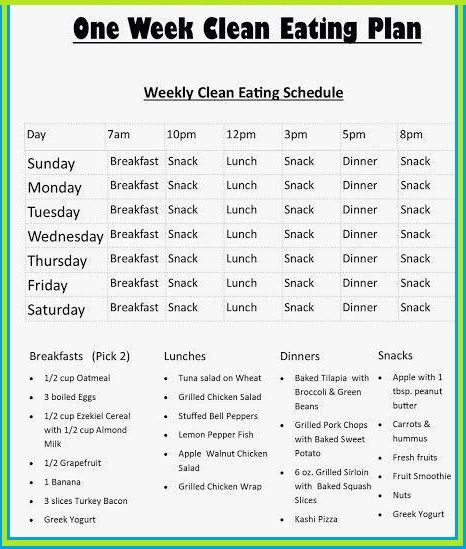 One Week Clean Eating Plan
Weekly Clean Eating Schedule
Day 7am 10pm 12pm 3pm 5pm 8pm
Sunday Breakfast Snack Lunch Snack Dinner Snack
Monday Breakfast Snack Lunch Snack Dinner Snack
Tuesday Breakfast Snack Lunch Snack Dinner Snack
Wednesday Breakfast Snack Lunch Snack Dinner Snack
Thursday Breakfast Snack Lunch Snack Dinner Snack
Friday Breakfast Snack Lunch Snack Dinner Snack
Saturday Breakfast Snack Lunch Snack Dinner Snack
Breakfasts (Pick 2)
• 1/2 cup Oatmeal
• 3 boiled Eggs
• 1/2 cup Ezekiel Cereal
with 1/2 cup Almond
Milk
• 1/2 Grapefruit
• 1 Banana
• 3 slices Turkey Bacon
• Greek Yogurt
Lunches
• Tuna salad on Wheat
• Grilled Chicken Salad
• Stuffed Bell Peppers
• Lemon Pepper Fish
• Apple Walnut Chicken
Salad
• Grilled Chicken Wrap
Dinners
• Baked Tilapia with
Broccoli & Green
Beans
• Grilled Pork Chops
with Baked Sweet
Potato
• 6 oz. Grilled Sirloin
with Baked Squash
Slices
• Kashi Pizza
Snacks
• Apple with 1
tbsp. peanut
butter
• Carrots &
hummus
• Fresh fruits
• Fruit Smoothie
• Nuts
• Greek Yogurt